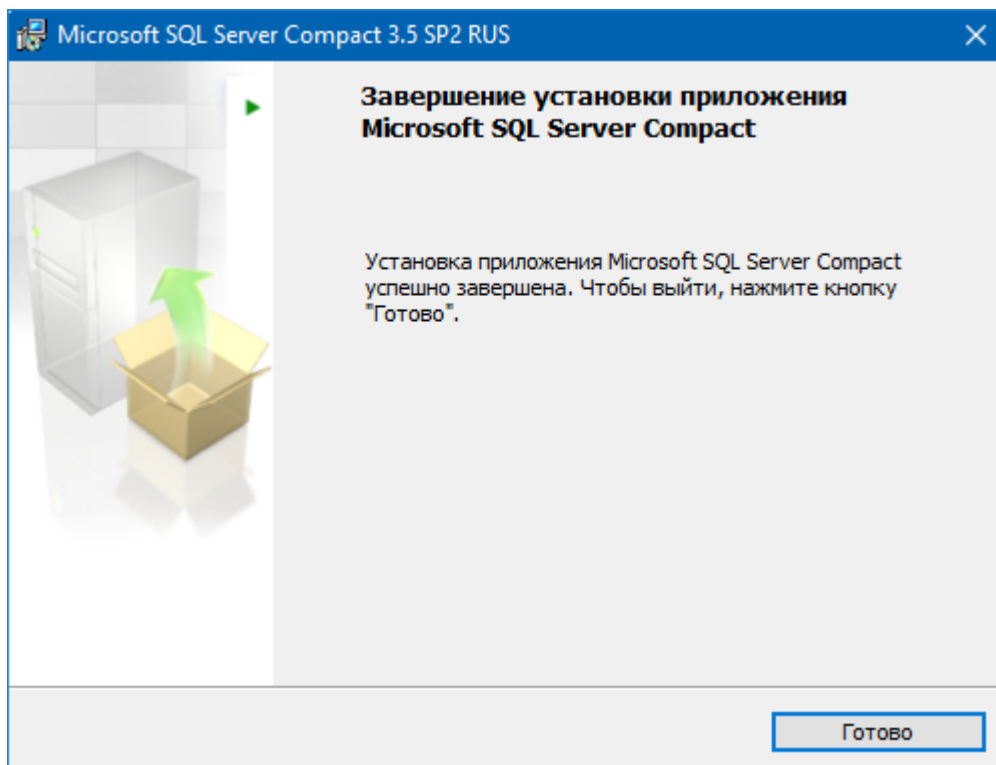 Microsoft SQL Server Compact 3.5 SP2 RUS
Завершение установки приложения
Microsoft SQL Server Compact
Установка приложения Microsoft SQL Server Compact
успешно завершена. Чтобы выйти, нажмите кнопку
"Готово".
Готово